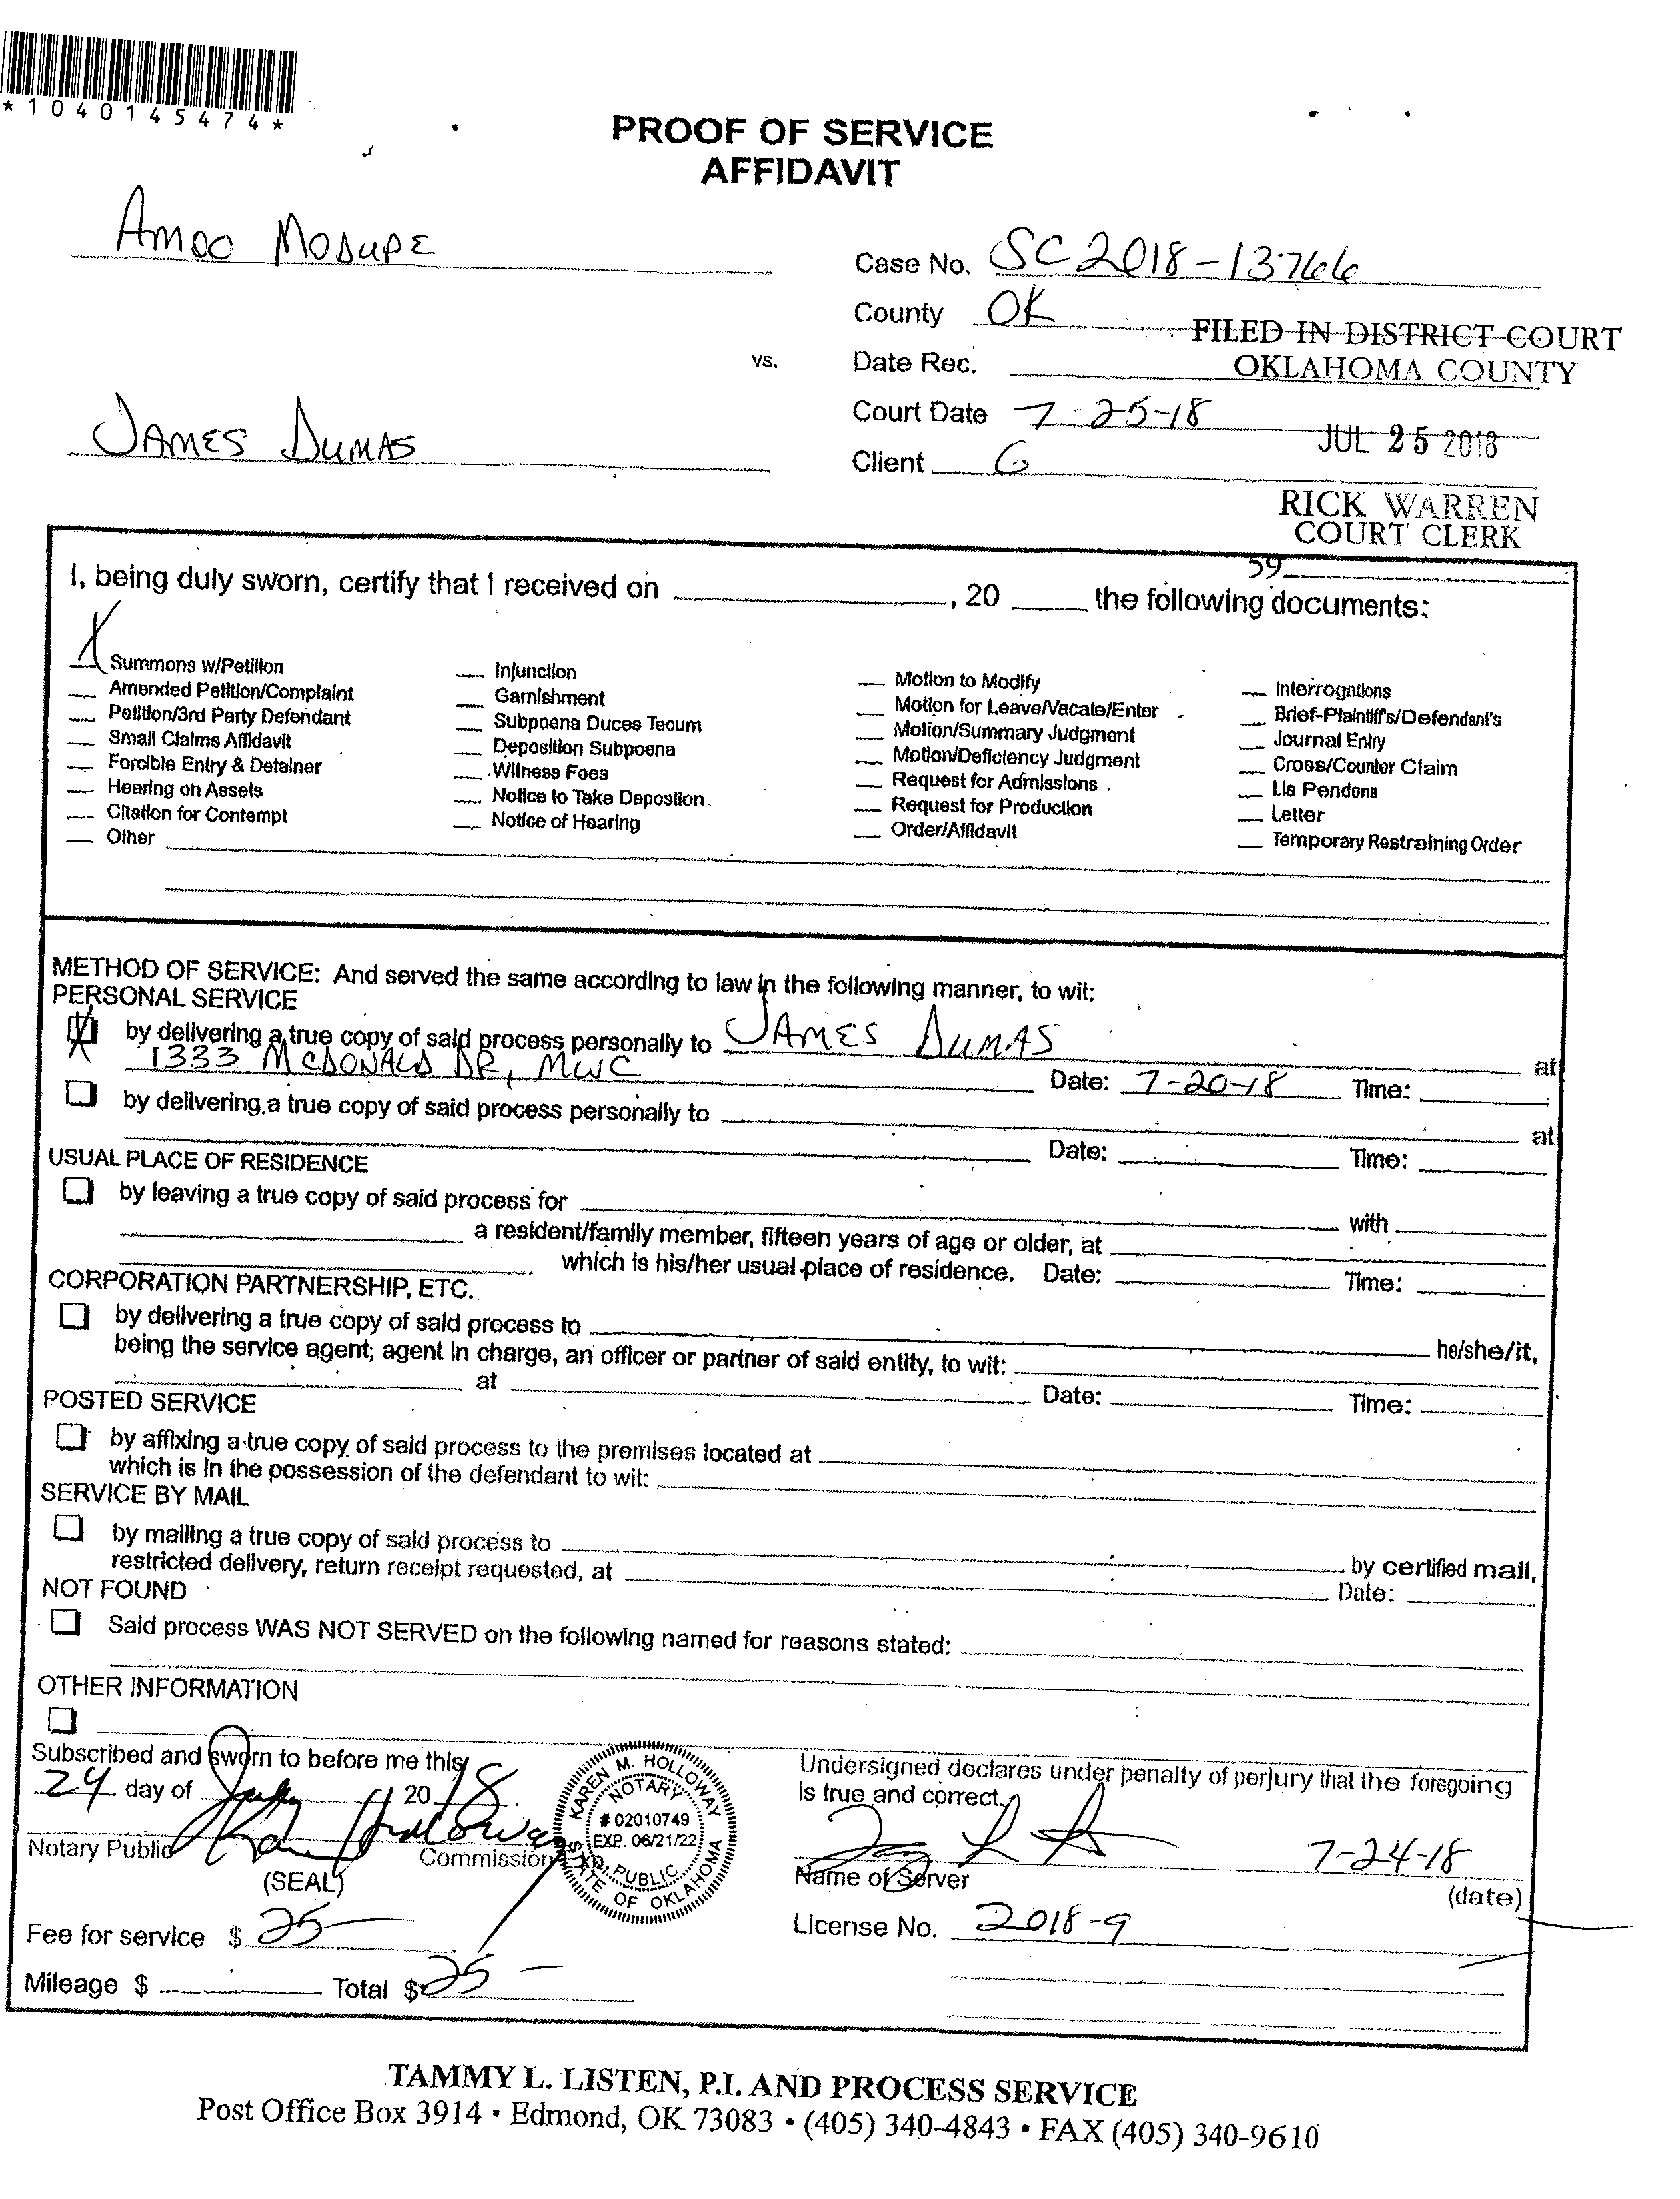 *1040145474*
PROOF OF SERVICE
AFFIDAVIT
AMOO MODUPE
Case No. SC2018-13766
County OK
FILED IN DISTRICT COURT
OKLAHOMA COUNTY
vs.
Date Rec.
Court Date 7-25-18
JUL 25 2018
JAMES DUMAS
Client G
RICK WARREN
COURT CLERK
59
I, being duly sworn, certify that I received on , 20 the following documents:
X Summons w/Petition
Amended Petition/Complaint
Petition/3rd Party Defendant
Small Claims Affidavit
Forcible Entry & Detainer
Hearing on Assets
Citation for Contempt
Other
Injunction
Garnishment
Subpoena Duces Tecum
Deposition Subpoena
Witness Fees
Notice to Take Depostion.
Notice of Hearing
Motion to Modify
Motion for Leave/Vacate/Enter
Motion/Summary Judgment
Motion/Deficiency Judgment
Request for Admissions
Request for Production
Order/Affidavit
Interrogations
Brief-Plaintiff's/Defendant's
Journal Entry
Cross/Counter Claim
Lis Pendens
Letter
Temporary Restraining Order
METHOD OF SERVICE: And served the same according to law in the following manner, to wit:
PERSONAL SERVICE
X by delivering a true copy of said process personally to JAMES DUMAS at
1333 MCDONALD DR, MWC Date: 7-20-18 Time:
by delivering a true copy of said process personally to at
Date: Time:
USUAL PLACE OF RESIDENCE
by leaving a true copy of said process for with
a resident/family member, fifteen years of age or older, at
which is his/her usual place of residence. Date: Time:
CORPORATION PARTNERSHIP, ETC.
by delivering a true copy of said process to he/she/it,
being the service agent; agent in charge, an officer or partner of said entity, to wit:
at Date: Time:
POSTED SERVICE
by affixing a true copy of said process to the premises located at
which is in the possession of the defendant to wit:
SERVICE BY MAIL
by mailing a true copy of said process to by certified mail,
restricted delivery, return receipt requested, at Date:
NOT FOUND
Said process WAS NOT SERVED on the following named for reasons stated:
OTHER INFORMATION
Subscribed and sworn to before me this
24 day of July 2018
Notary Public Karen Holloway Commission Exp.
(SEAL)
KAREN M. HOLLOWAY
NOTARY
# 02010749
EXP. 06/21/22
PUBLIC
STATE OF OKLAHOMA
Undersigned declares under penalty of perjury that the foregoing
is true and correct.
7-24-18
Name of Server
(date)
License No. 2018-9
Fee for service $ 25-
Mileage $ Total $ 25-
TAMMY L. LISTEN, P.I. AND PROCESS SERVICE
Post Office Box 3914 • Edmond, OK 73083 • (405) 340-4843 • FAX (405) 340-9610